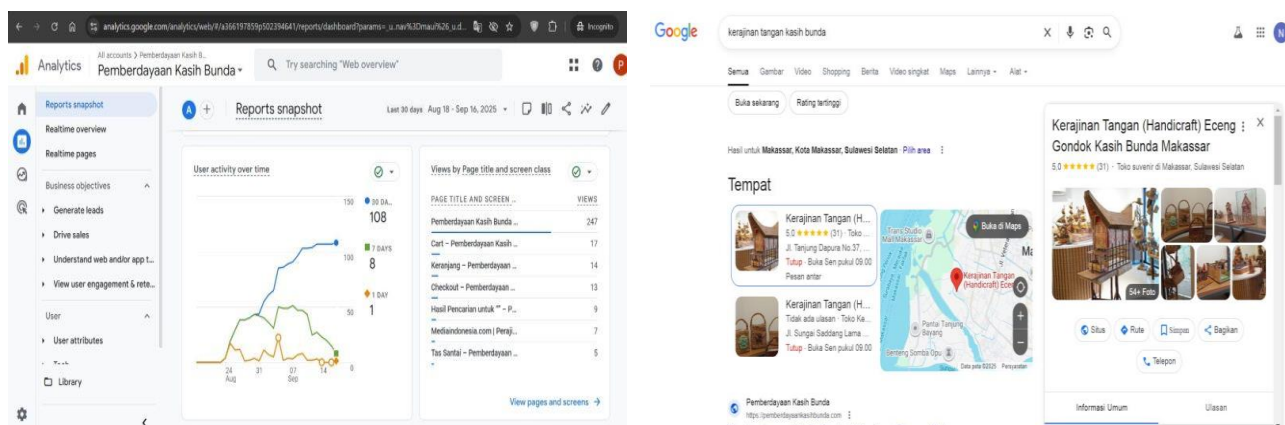 analytics.google.com/analytics/web/#/a366197859p502394641/reports/dashboard?params=_u.nav%3Dmaui%26_u.d...
Incognito
Analytics
All accounts > Pemberdayaan Kasih B...
Pemberdayaan Kasih Bunda
Try searching "Web overview"
P
Reports snapshot
Realtime overview
Realtime pages
Business objectives
Generate leads
Drive sales
Understand web and/or app t...
View user engagement & rete...
User
User attributes
Tech
Library
A
Reports snapshot
Last 30 days Aug 18 - Sep 16, 2025
User activity over time
150
100
50
0
24 Aug
31
07 Sep
14
30 DA..
108
7 DAYS
8
1 DAY
1
Views by Page title and screen class
PAGE TITLE AND SCREEN ... VIEWS
Pemberdayaan Kasih Bunda ... 247
Cart – Pemberdayaan Kasih ... 17
Keranjang – Pemberdayaan ... 14
Checkout – Pemberdayaan ... 13
Hasil Pencarian untuk "" – P... 9
Mediaindonesia.com | Peraji... 7
Tas Santai – Pemberdayaan ... 5
View pages and screens
Google
kerajinan tangan kasih bunda
N
Semua Gambar Video Shopping Berita Video singkat Maps Lainnya Alat
Buka sekarang Rating tertinggi
Hasil untuk Makassar, Kota Makassar, Sulawesi Selatan · Pilih area
Tempat
Kerajinan Tangan (H...
5,0 (31) · Toko ...
Jl. Tanjung Dapura No.37, ...
Tutup · Buka Sen pukul 09.00
Pesan antar
Kerajinan Tangan (H...
Tidak ada ulasan · Toko Ke...
Jl. Sungai Saddang Lama ...
Tutup · Buka Sen pukul 09.00
Trans Studio
Mall Makassar
Buka di Maps
Ma
Kerajinan Tangan
(Handicraft) Ecen
Pantai Tanjung
Bayang
Benteng Somba Opu
Data peta ©2025 Persyaratan
Pemberdayaan Kasih Bunda
https://pemberdayaankasihbunda.com
Kerajinan Tangan (Handicraft) Eceng
Gondok Kasih Bunda Makassar
5,0 (31) · Toko suvenir di Makassar, Sulawesi Selatan
54+ Foto
Situs Rute Simpan Bagikan
Telepon
Informasi Umum Ulasan